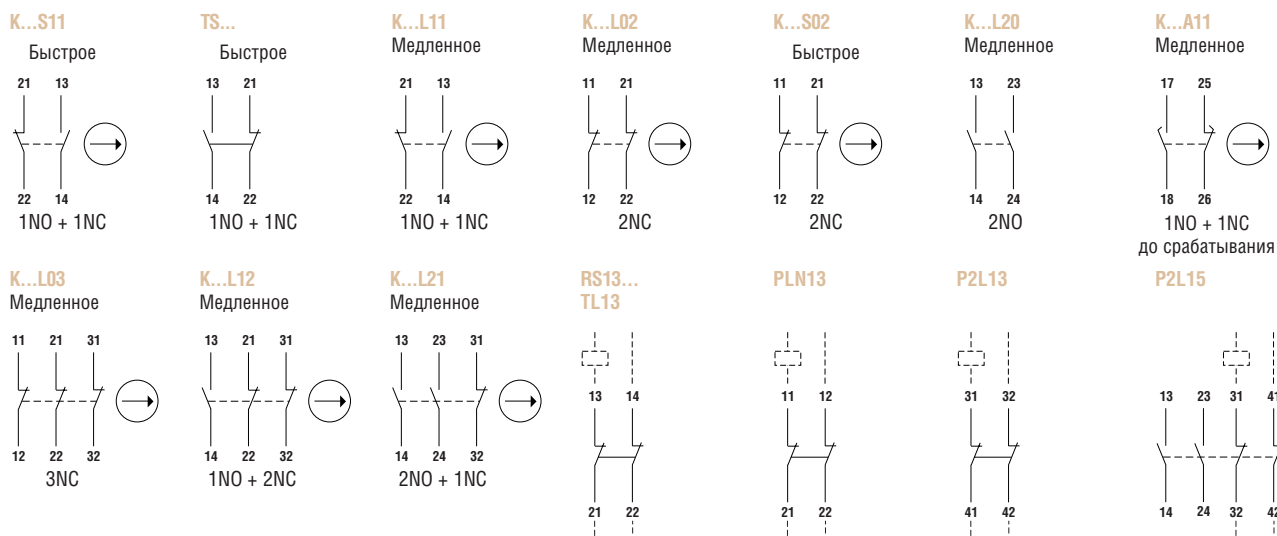 K...S11 TS... K...L11 K...L02 K...S02 K...L20 K...A11
Быстрое Быстрое Медленное Медленное Быстрое Медленное Медленное
21 13 13 21 21 13 11 21 11 21 13 23 17 25
22 14 14 22 22 14 12 22 12 22 14 24 18 26
1NO + 1NC 1NO + 1NC 1NO + 1NC 2NC 2NC 2NO 1NO + 1NC
до срабатывания
K...L03 K...L12 K...L21 RS13... PLN13 P2L13 P2L15
Медленное Медленное Медленное TL13
11 21 31 13 21 31 13 23 31
13 14 11 12 31 32 13 23 31 41
12 22 32 14 22 32 14 24 32
3NC 1NO + 2NC 2NO + 1NC
21 22 21 22 41 42 14 24 32 42